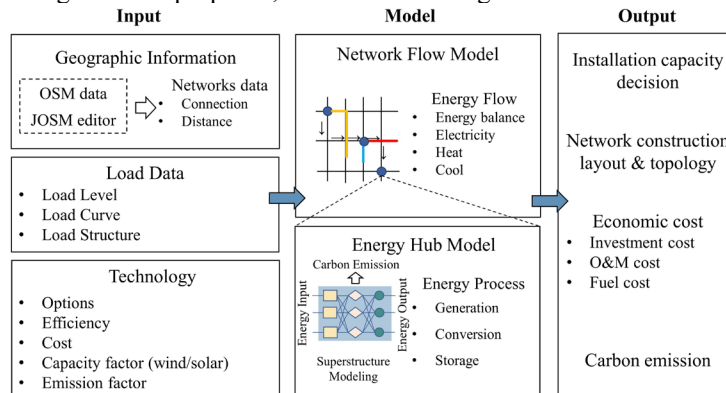 Input
Model
Output
Geographic Information
OSM data
JOSM editor
Networks data
• Connection
• Distance
Load Data
• Load Level
• Load Curve
• Load Structure
Technology
• Options
• Efficiency
• Cost
• Capacity factor (wind/solar)
• Emission factor
Network Flow Model
Energy Flow
• Energy balance
• Electricity
• Heat
• Cool
Energy Hub Model
Carbon Emission
Energy Input
Energy Output
Superstructure
Modeling
Energy Process
• Generation
• Conversion
• Storage
Installation capacity
decision
Network construction
layout & topology
Economic cost
• Investment cost
• O&M cost
• Fuel cost
Carbon emission